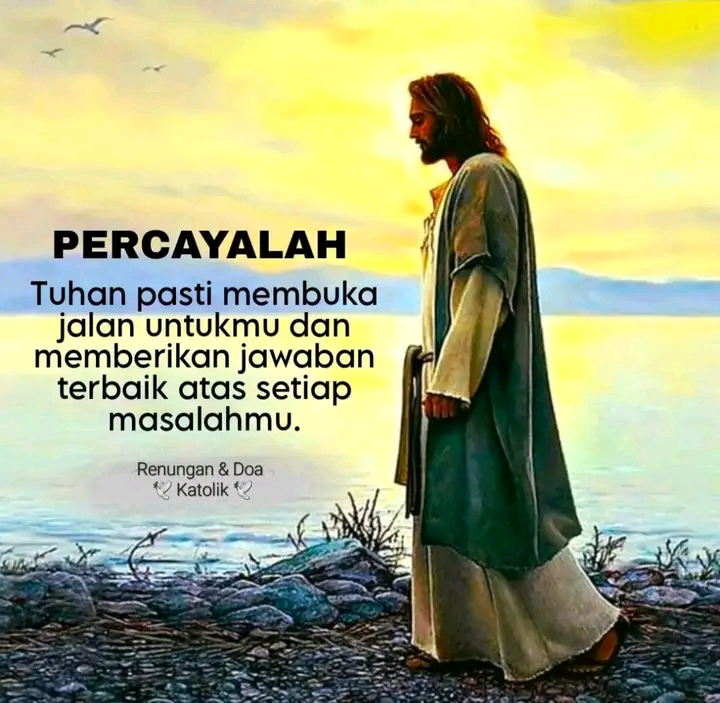 PERCAYALAH
Tuhan pasti membuka
jalan untukmu dan
memberikan jawaban
terbaik atas setiap
masalahmu.
Renungan & Doa
🕊 Katolik 🕊